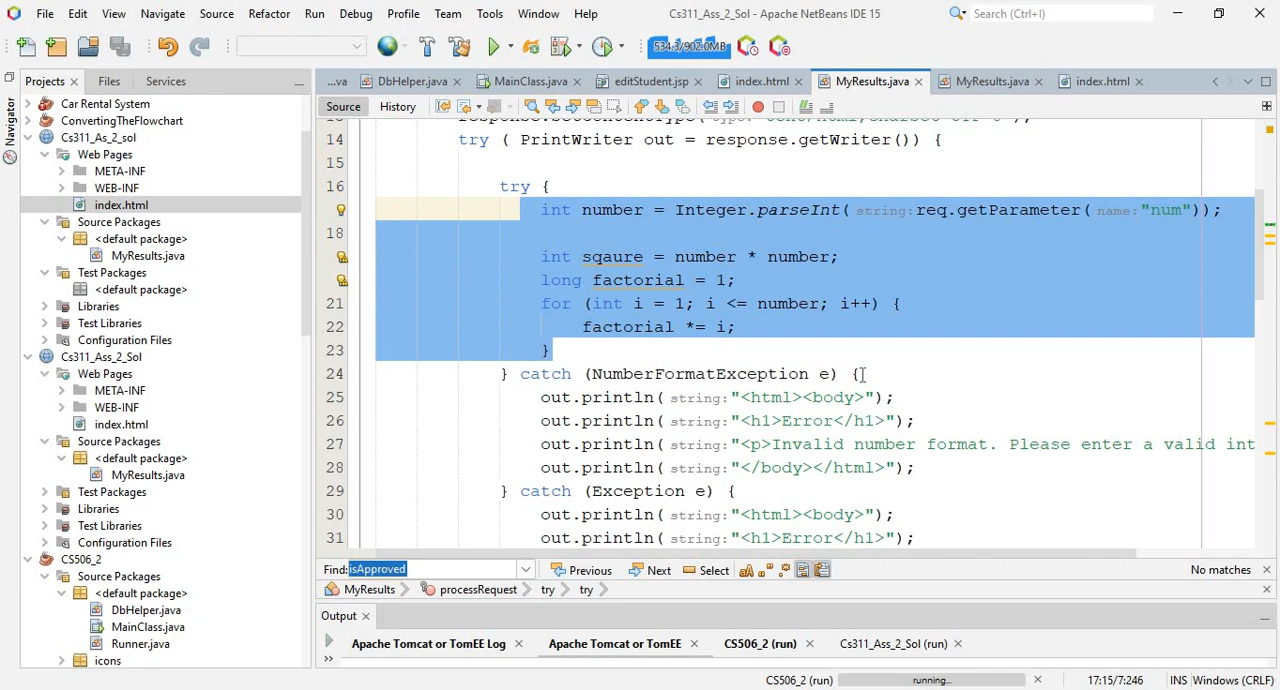 File Edit View Navigate Source Refactor Run Debug Profile Team Tools Window Help Cs311_Ass_2_Sol - Apache NetBeans IDE 15 Search (Ctrl+I)
534.3/902.0MB
Projects Files Services ...va DbHelper.java MainClass.java editStudent.jsp index.html MyResults.java MyResults.java index.html
Navigator
Source History
Car Rental System
ConvertingTheFlowchart
Cs311_As_2_sol
Web Pages
META-INF
WEB-INF
index.html
Source Packages
<default package>
MyResults.java
Test Packages
<default package>
Libraries
Test Libraries
Configuration Files
Cs311_Ass_2_Sol
Web Pages
META-INF
WEB-INF
index.html
Source Packages
<default package>
MyResults.java
Test Packages
Libraries
Test Libraries
Configuration Files
CS506_2
Source Packages
<default package>
DbHelper.java
MainClass.java
Runner.java
icons
14 try ( PrintWriter out = response.getWriter()) {
15
16 try {
int number = Integer.parseInt(string:req.getParameter(name:"num"));
18
int sqaure = number * number;
long factorial = 1;
21 for (int i = 1; i <= number; i++) {
22 factorial *= i;
23 }
24 } catch (NumberFormatException e) {
25 out.println(string:"<html><body>");
26 out.println(string:"<h1>Error</h1>");
27 out.println(string:"<p>Invalid number format. Please enter a valid int
28 out.println(string:"</body></html>");
29 } catch (Exception e) {
30 out.println(string:"<html><body>");
31 out.println(string:"<h1>Error</h1>");
Find: isApproved Previous Next Select No matches
MyResults processRequest try try
Output
Apache Tomcat or TomEE Log Apache Tomcat or TomEE CS506_2 (run) Cs311_Ass_2_Sol (run)
CS506_2 (run) running... 17:15/7:246 INS Windows (CRLF)